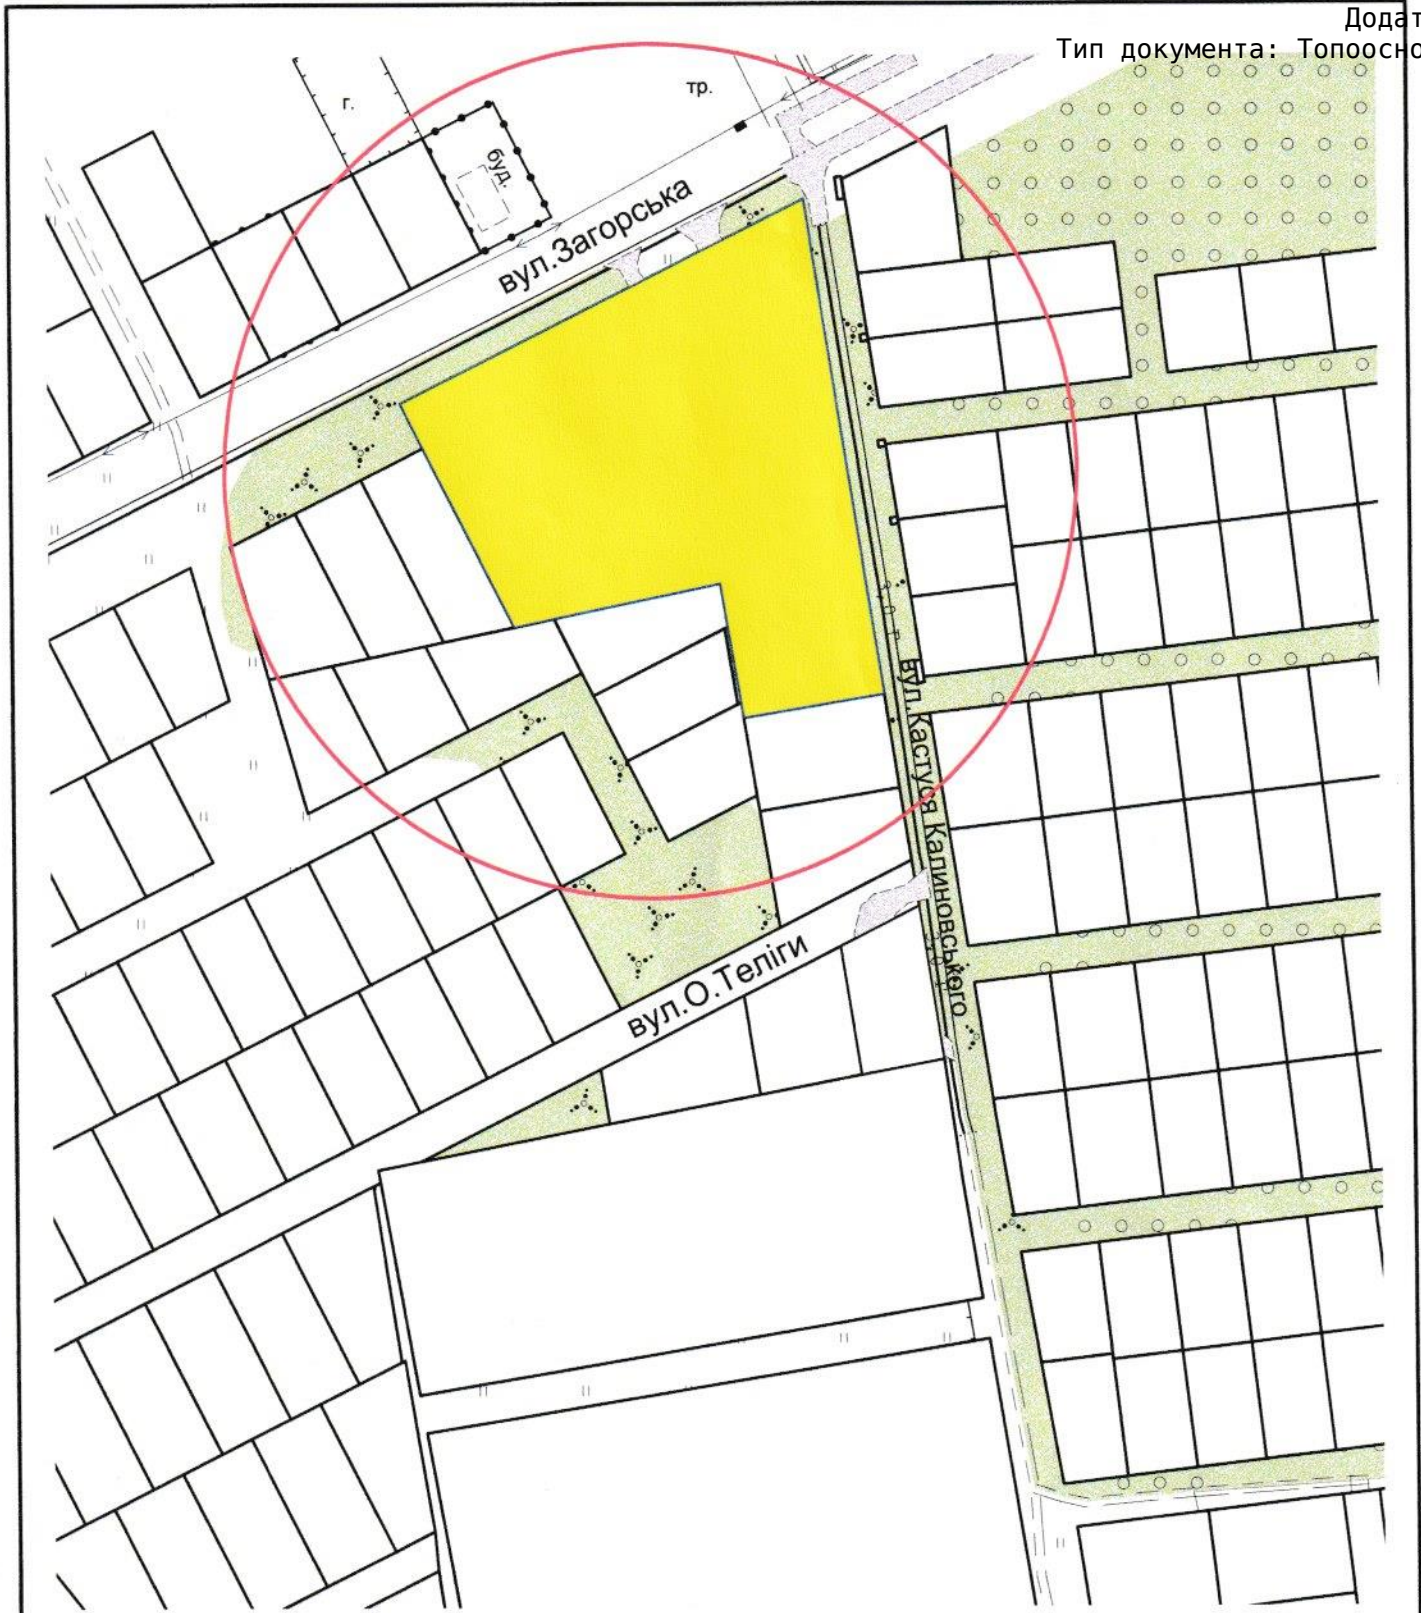 Додат
Тип документа: Топоосно
г.
тр.
буд.
вул.Загорська
вул.Кастуся Калиновського
вул.О.Теліги